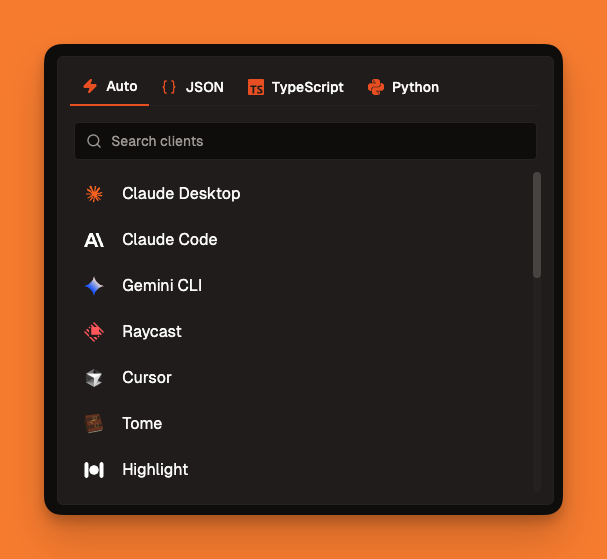 Auto { } JSON TS TypeScript Python
Search clients
Claude Desktop
A\ Claude Code
Gemini CLI
Raycast
Cursor
Tome
Highlight